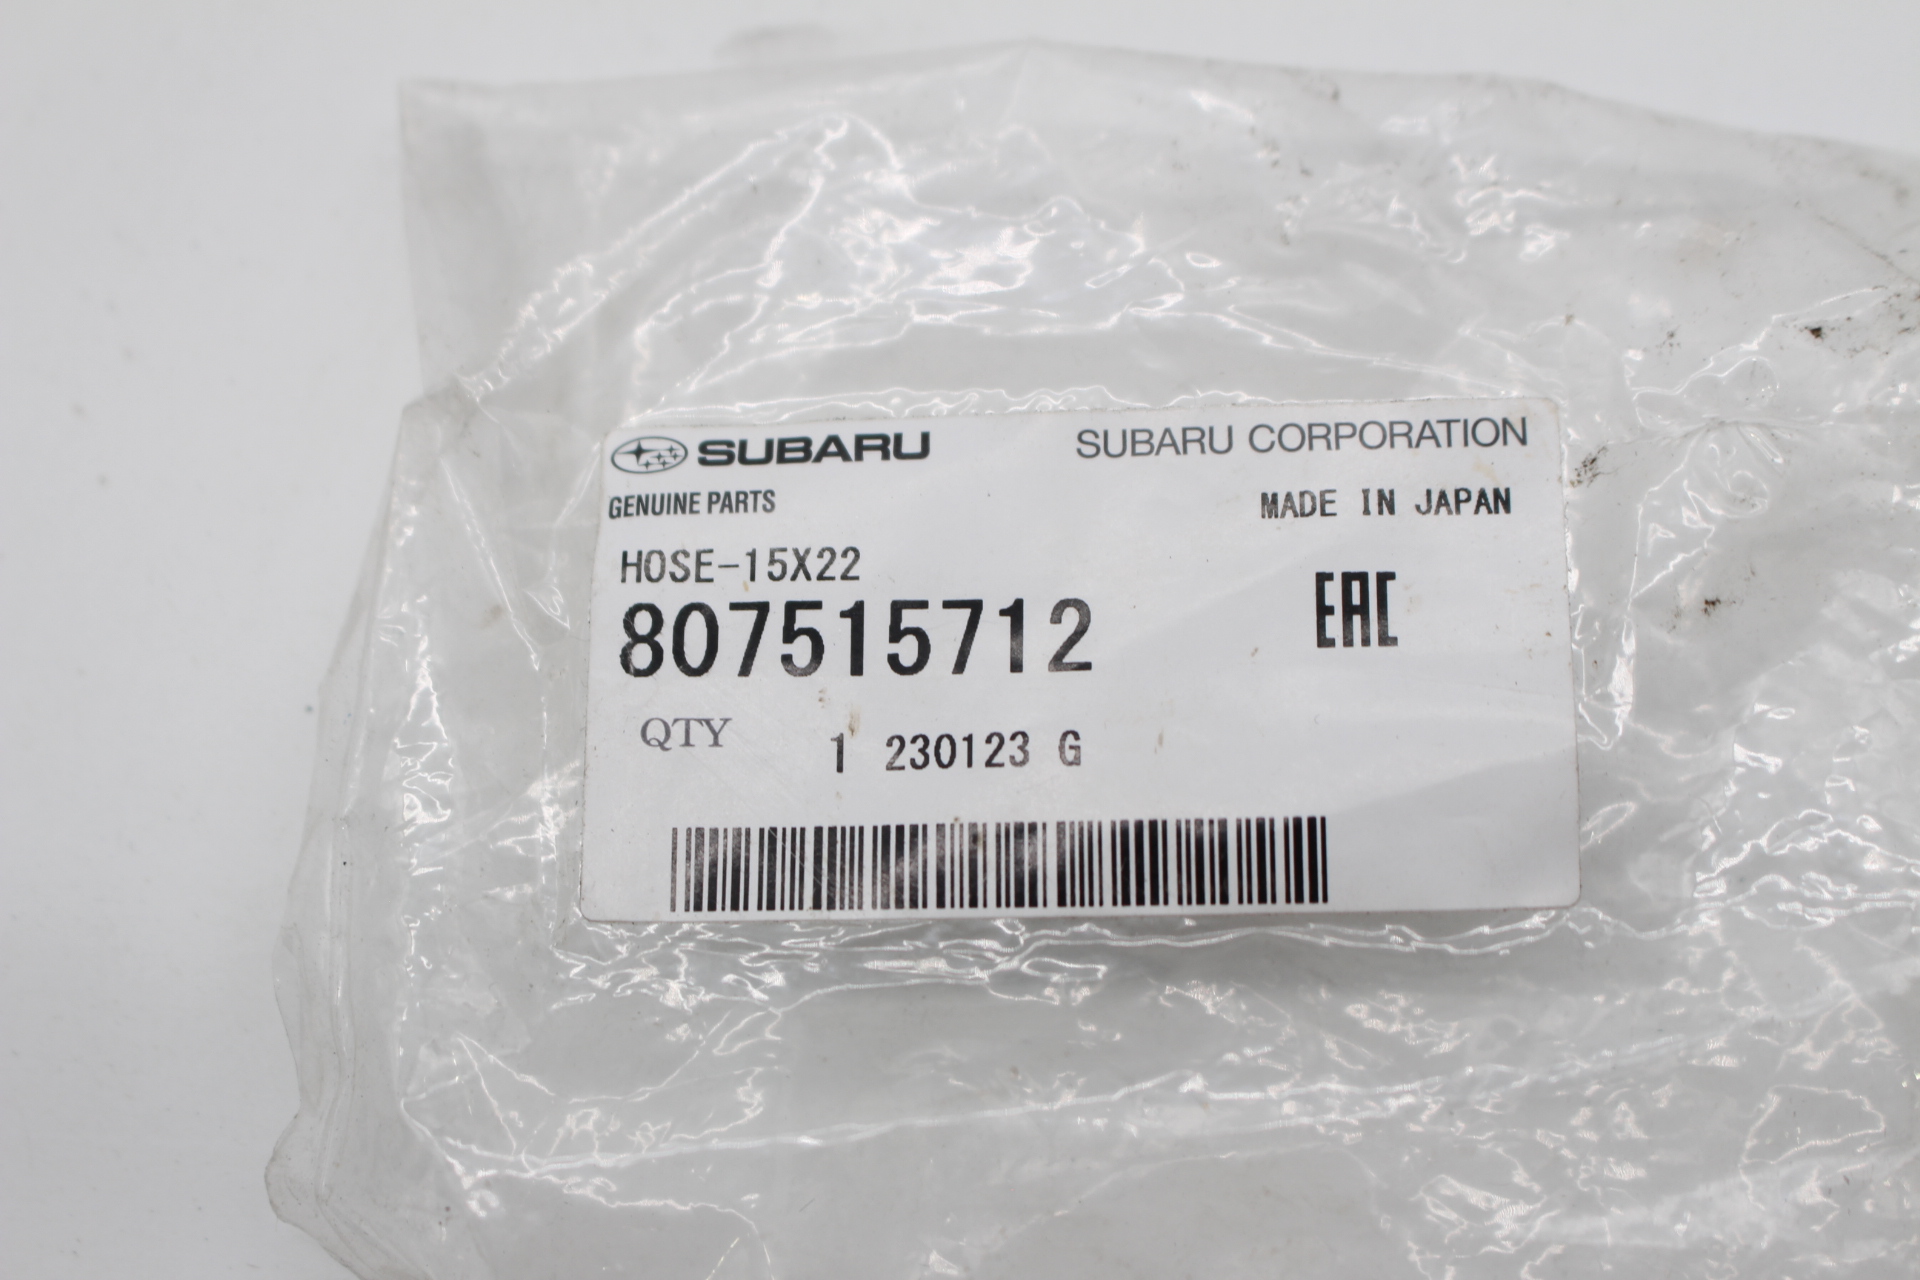 SUBARU SUBARU CORPORATION
GENUINE PARTS MADE IN JAPAN
HOSE-15X22
807515712 EAC
QTY 1 230123 G